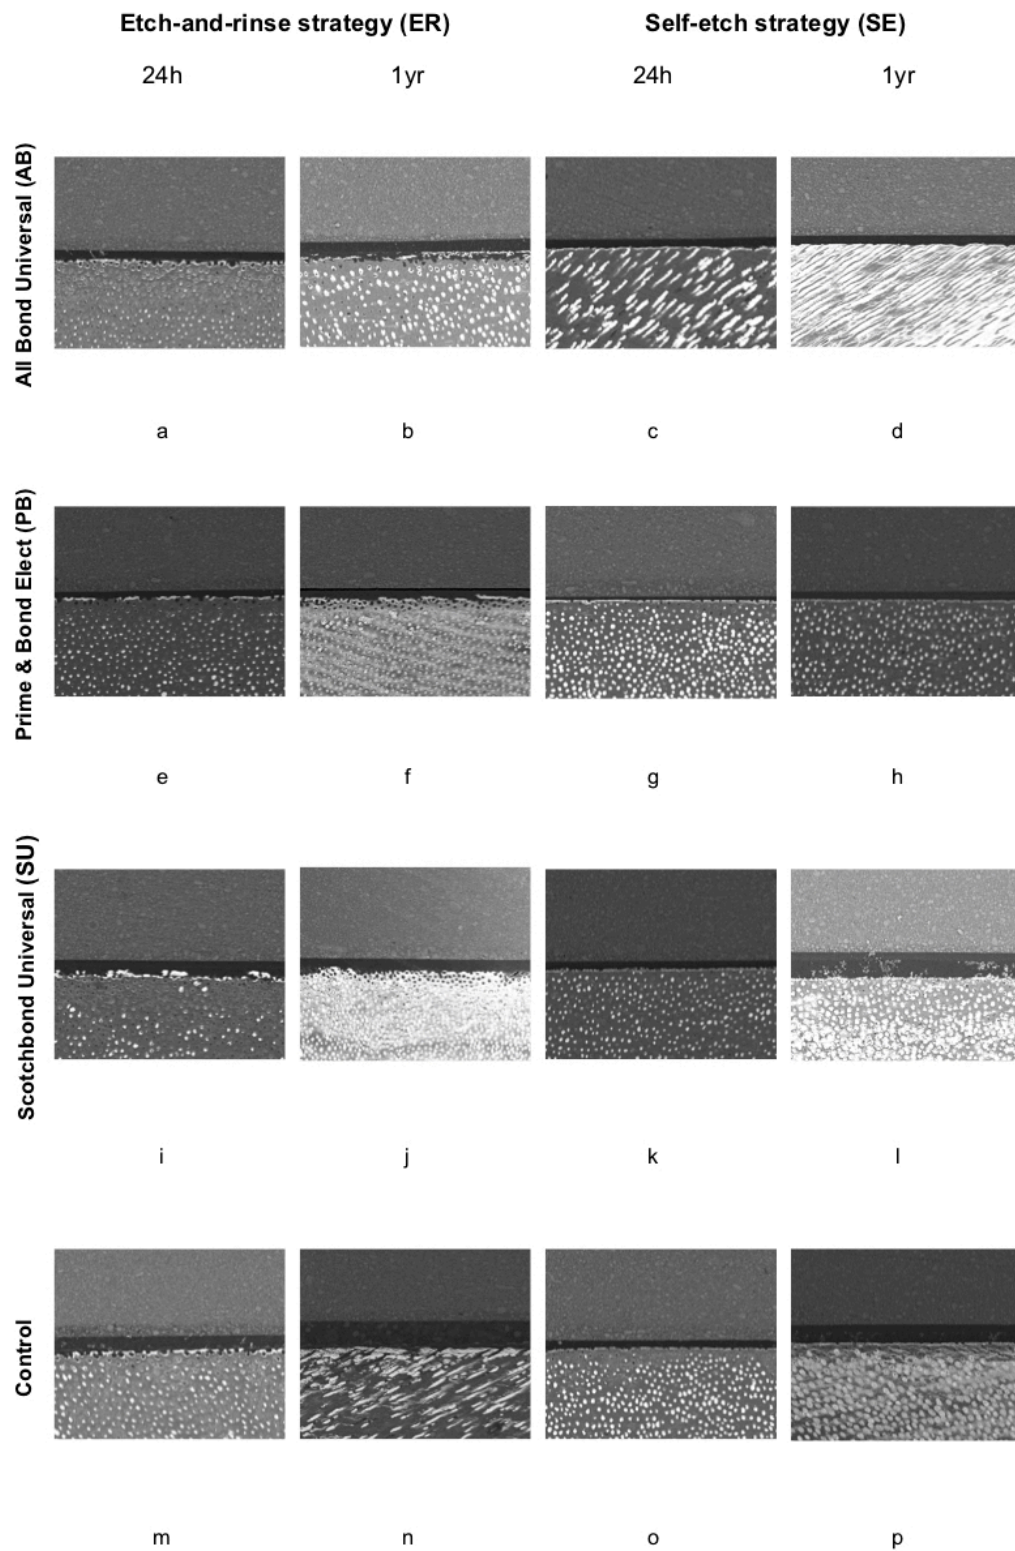 Etch-and-rinse strategy (ER) Self-etch strategy (SE)
24h 1yr 24h 1yr
All Bond Universal (AB)
a b c d
Prime & Bond Elect (PB)
e f g h
Scotchbond Universal (SU)
i j k l
Control
m n o p